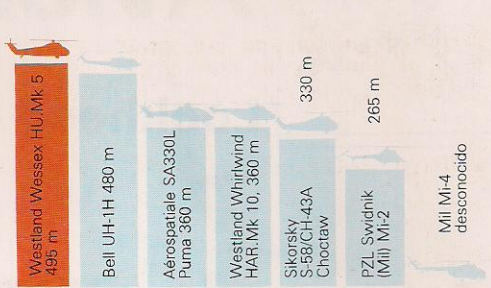 Westland Wessex HU.Mk 5
495 m
Bell UH-1H 480 m
Aérospatiale SA330L
Puma 360 m
Westland Whirlwind
HAR.Mk 10, 360 m
Sikorsky
S-58/CH-43A
Choctaw
330 m
PZL Swidnik
(Mil) Mi-2
265 m
Mil Mi-4
desconocido